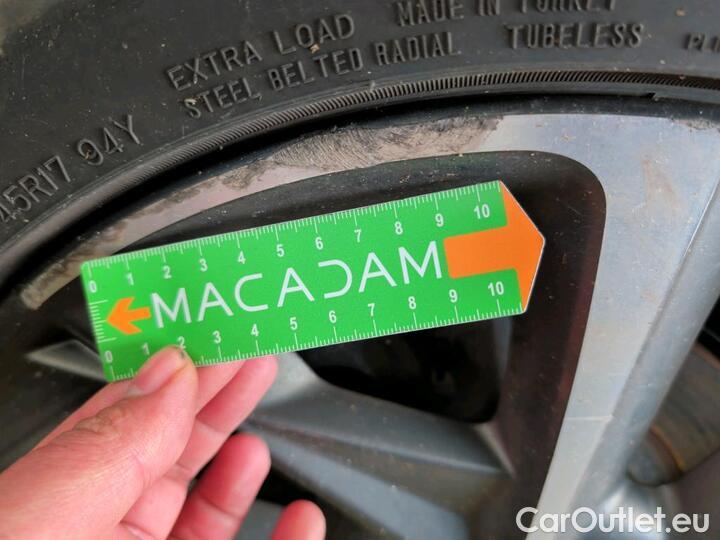 MADE IN TURKEY
EXTRA LOAD
STEEL BELTED RADIAL TUBELESS
45R17 94Y
0 1 2 3 4 5 6 7 8 9 10
MACADAM
0 1 2 3 4 5 6 7 8 9 10
CarOutlet.eu